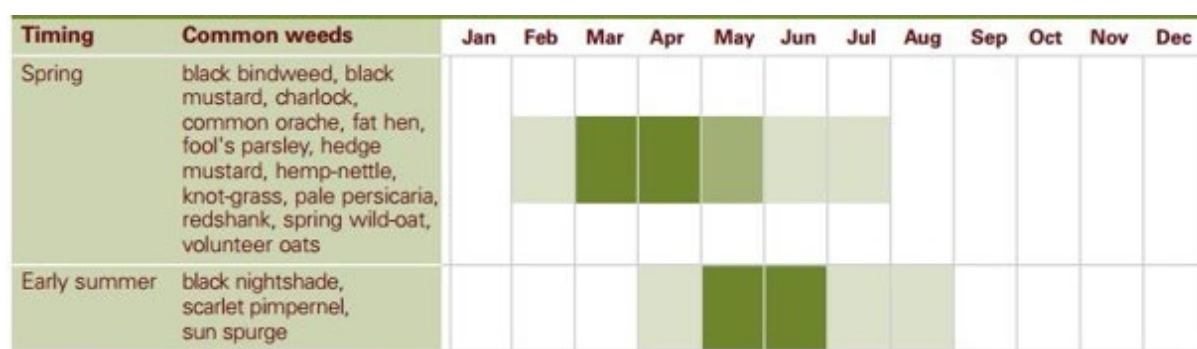 Timing Common weeds Jan Feb Mar Apr May Jun Jul Aug Sep Oct Nov Dec
Spring black bindweed, black
mustard, charlock,
common orache, fat hen,
fool's parsley, hedge
mustard, hemp-nettle,
knot-grass, pale persicaria,
redshank, spring wild-oat,
volunteer oats
Early summer black nightshade,
scarlet pimpernel,
sun spurge